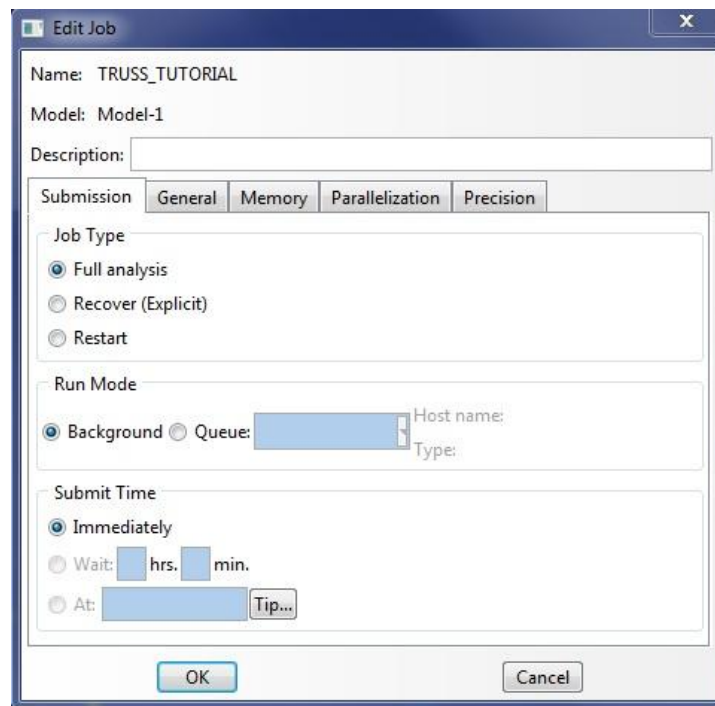 Edit Job
X
Name: TRUSS_TUTORIAL
Model: Model-1
Description:
Submission General Memory Parallelization Precision
Job Type
Full analysis
Recover (Explicit)
Restart
Run Mode
Background Queue: Host name:
Type:
Submit Time
Immediately
Wait: hrs. min.
At: Tip...
OK Cancel